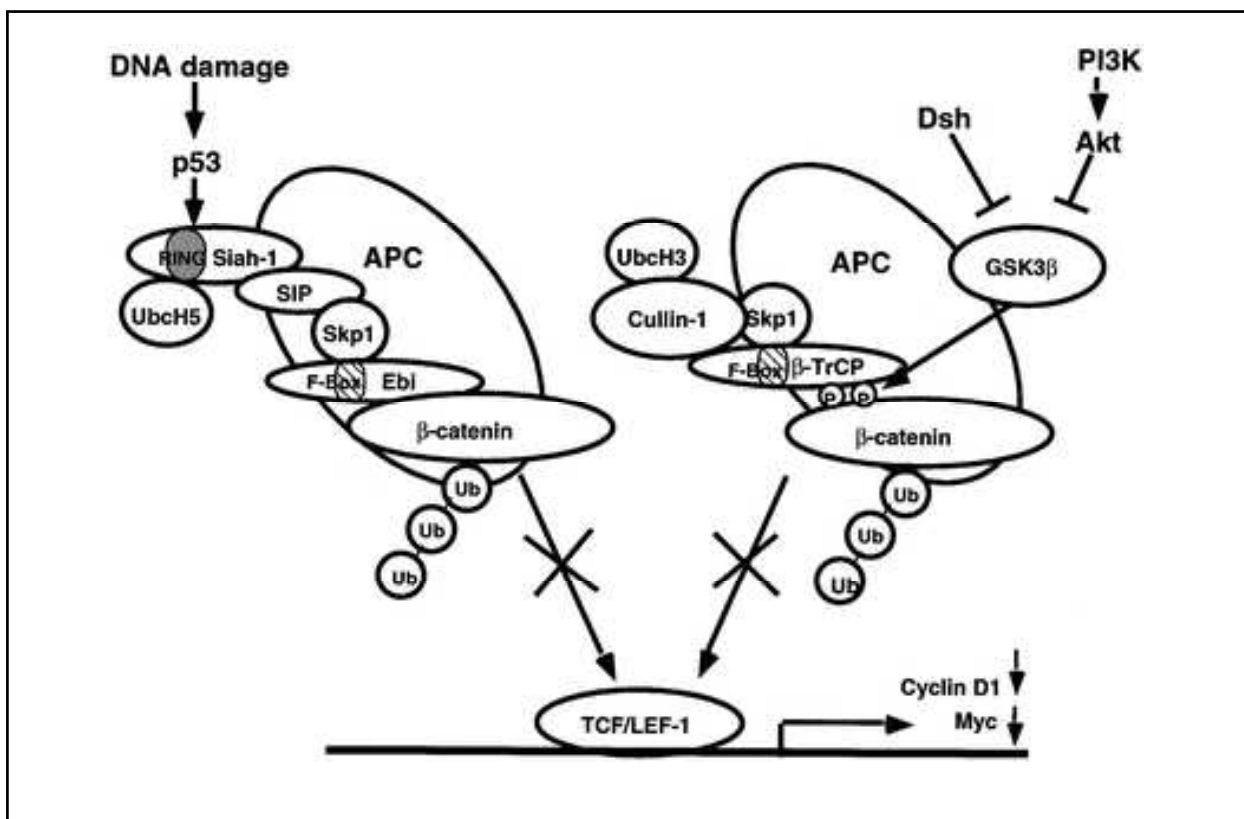 DNA damage
p53
RING Siah-1
APC
UbcH5
SIP
Skp1
F-Box Ebi
β-catenin
Ub
Ub
Ub
PI3K
Dsh
Akt
UbcH3
APC
GSK3β
Cullin-1
Skp1
F-Box β-TrCP
P P
β-catenin
Ub
Ub
Ub
TCF/LEF-1
Cyclin D1
Myc